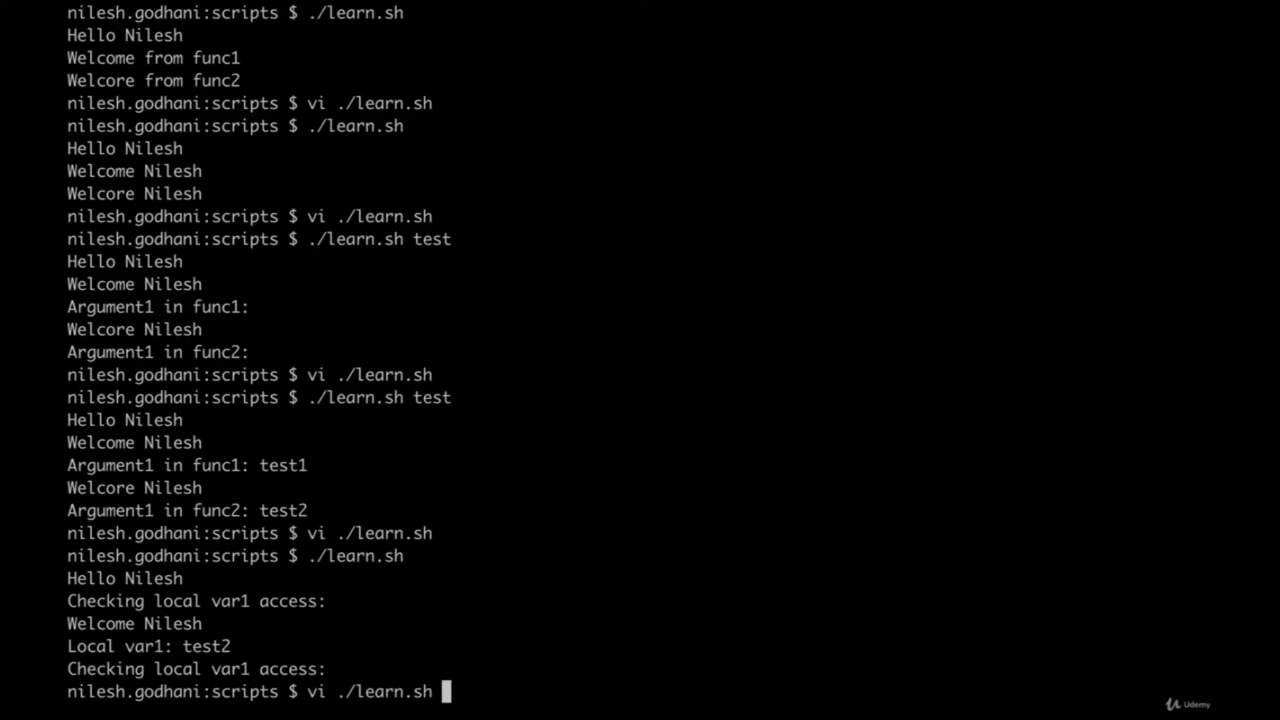 nilesh.godhani:scripts $ ./learn.sh
Hello Nilesh
Welcome from func1
Welcore from func2
nilesh.godhani:scripts $ vi ./learn.sh
nilesh.godhani:scripts $ ./learn.sh
Hello Nilesh
Welcome Nilesh
Welcore Nilesh
nilesh.godhani:scripts $ vi ./learn.sh
nilesh.godhani:scripts $ ./learn.sh test
Hello Nilesh
Welcome Nilesh
Argument1 in func1:
Welcore Nilesh
Argument1 in func2:
nilesh.godhani:scripts $ vi ./learn.sh
nilesh.godhani:scripts $ ./learn.sh test
Hello Nilesh
Welcome Nilesh
Argument1 in func1: test1
Welcore Nilesh
Argument1 in func2: test2
nilesh.godhani:scripts $ vi ./learn.sh
nilesh.godhani:scripts $ ./learn.sh
Hello Nilesh
Checking local var1 access:
Welcome Nilesh
Local var1: test2
Checking local var1 access:
nilesh.godhani:scripts $ vi ./learn.sh
Udemy